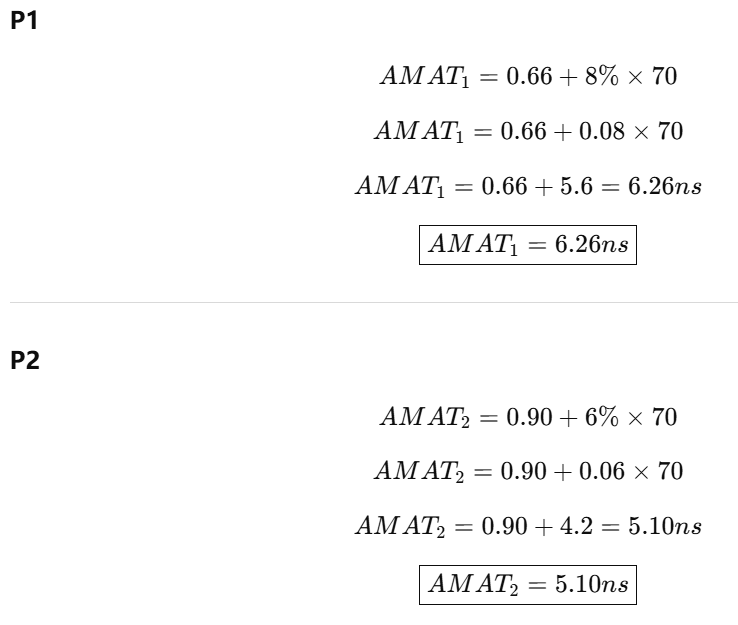 P1
AMAT₁ = 0.66 + 8% × 70
AMAT₁ = 0.66 + 0.08 × 70
AMAT₁ = 0.66 + 5.6 = 6.26ns
AMAT₁ = 6.26ns
P2
AMAT₂ = 0.90 + 6% × 70
AMAT₂ = 0.90 + 0.06 × 70
AMAT₂ = 0.90 + 4.2 = 5.10ns
AMAT₂ = 5.10ns